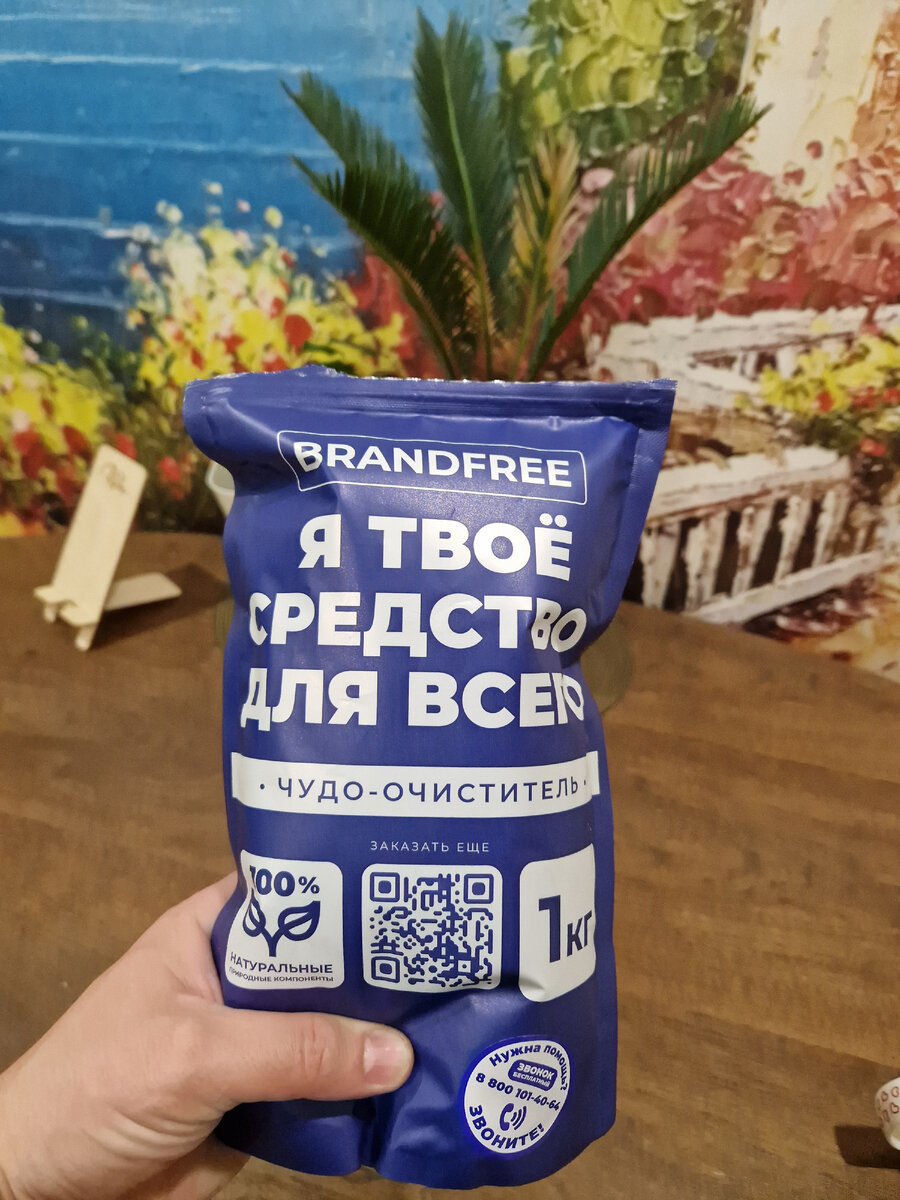 BRANDFREE
Я ТВОЁ
СРЕДСТВО
ДЛЯ ВСЕГО
• ЧУДО-ОЧИСТИТЕЛЬ •
ЗАКАЗАТЬ ЕЩЕ
100%
НАТУРАЛЬНЫЕ
ПРИРОДНЫЕ КОМПОНЕНТЫ
1кг
Нужна помощь?
ЗВОНОК
БЕСПЛАТНЫЙ
8 800 101-40-64
ЗВОНИТЕ!